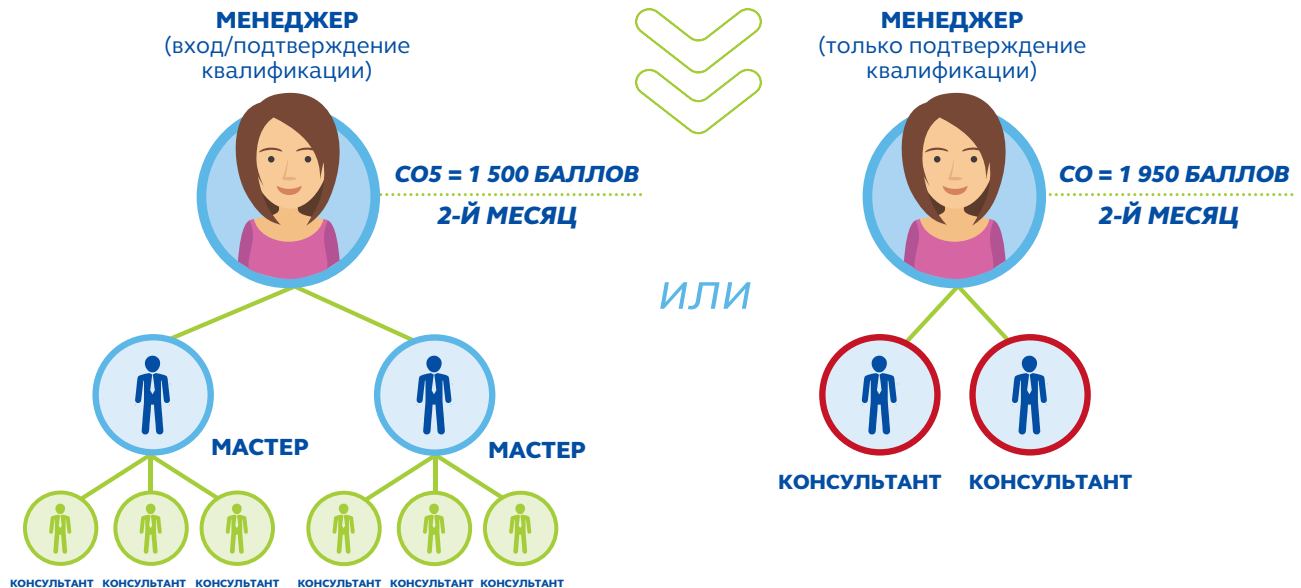 МЕНЕДЖЕР
(вход/подтверждение
квалификации)
СО5 = 1 500 БАЛЛОВ
2-Й МЕСЯЦ
МАСТЕР
МАСТЕР
КОНСУЛЬТАНТ КОНСУЛЬТАНТ КОНСУЛЬТАНТ КОНСУЛЬТАНТ КОНСУЛЬТАНТ КОНСУЛЬТАНТ
ИЛИ
МЕНЕДЖЕР
(только подтверждение
квалификации)
СО = 1 950 БАЛЛОВ
2-Й МЕСЯЦ
КОНСУЛЬТАНТ КОНСУЛЬТАНТ